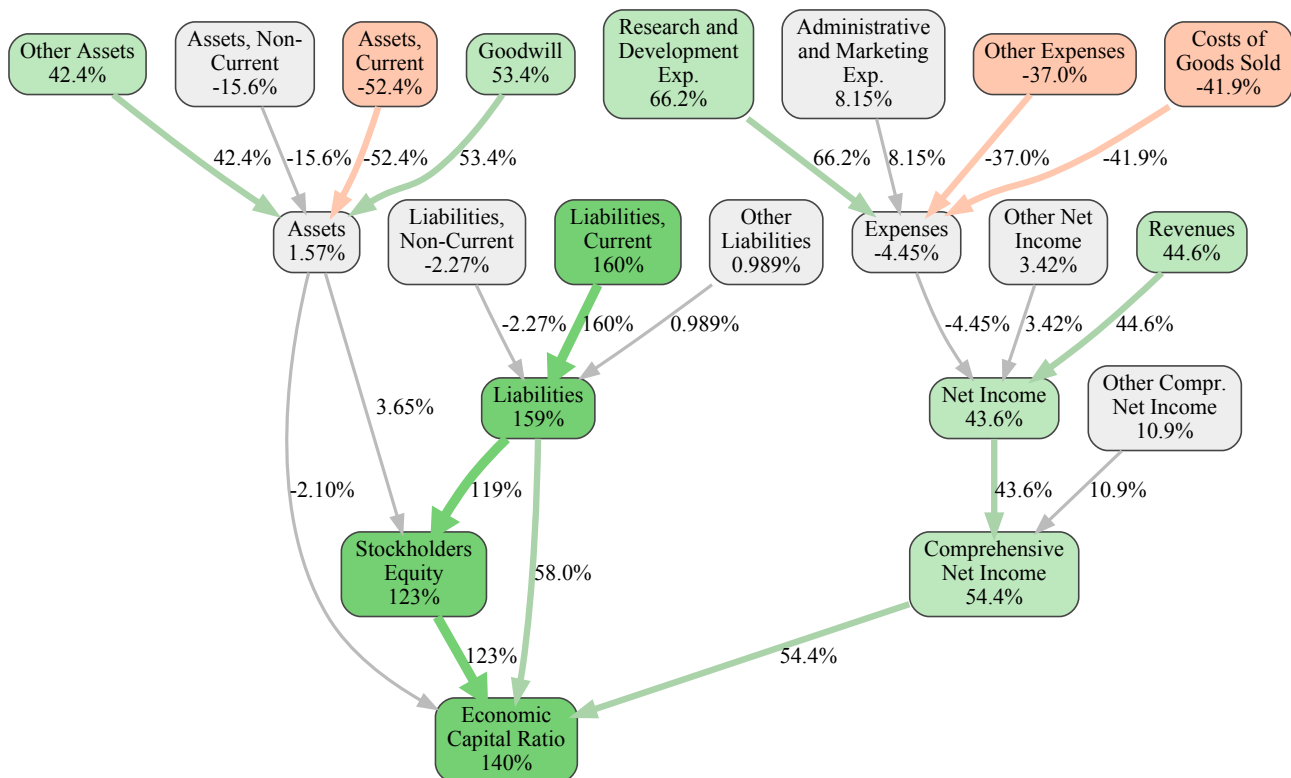 Other Assets
42.4%
Assets, Non-
Current
-15.6%
Assets,
Current
-52.4%
Goodwill
53.4%
Research and
Development
Exp.
66.2%
Administrative
and Marketing
Exp.
8.15%
Other Expenses
-37.0%
Costs of
Goods Sold
-41.9%
42.4%
-15.6%
-52.4%
53.4%
66.2%
8.15%
-37.0%
-41.9%
Assets
1.57%
Liabilities,
Non-Current
-2.27%
Liabilities,
Current
160%
Other
Liabilities
0.989%
Expenses
-4.45%
Other Net
Income
3.42%
Revenues
44.6%
-2.27%
160%
0.989%
-4.45%
3.42%
44.6%
3.65%
Liabilities
159%
Net Income
43.6%
Other Compr.
Net Income
10.9%
-2.10%
119%
43.6%
10.9%
Stockholders
Equity
123%
58.0%
Comprehensive
Net Income
54.4%
123%
54.4%
Economic
Capital Ratio
140%